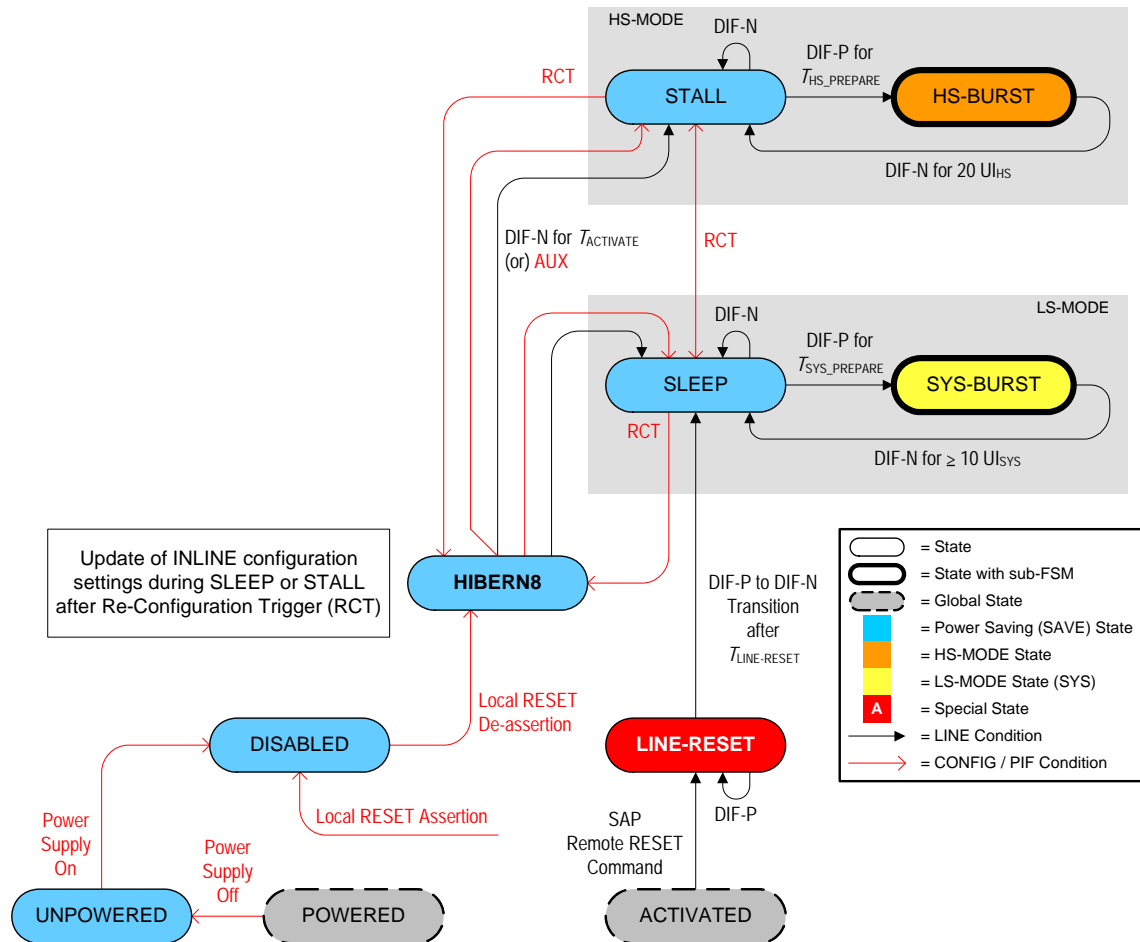 HS-MODE
DIF-N
DIF-P for
THS_PREPARE
RCT
STALL
HS-BURST
DIF-N for 20 UIHS
DIF-N for TACTIVATE
(or) AUX
RCT
LS-MODE
DIF-N
DIF-P for
TSYS_PREPARE
SLEEP
SYS-BURST
RCT
DIF-N for ≥ 10 UISYS
Update of INLINE configuration
settings during SLEEP or STALL
after Re-Configuration Trigger (RCT)
HIBERN8
DIF-P to DIF-N
Transition
after
TLINE-RESET
= State
= State with sub-FSM
= Global State
= Power Saving (SAVE) State
= HS-MODE State
= LS-MODE State (SYS)
A = Special State
= LINE Condition
= CONFIG / PIF Condition
Local RESET
De-assertion
DISABLED
LINE-RESET
DIF-P
Local RESET Assertion
SAP
Remote RESET
Command
Power
Supply
On
Power
Supply
Off
UNPOWERED
POWERED
ACTIVATED